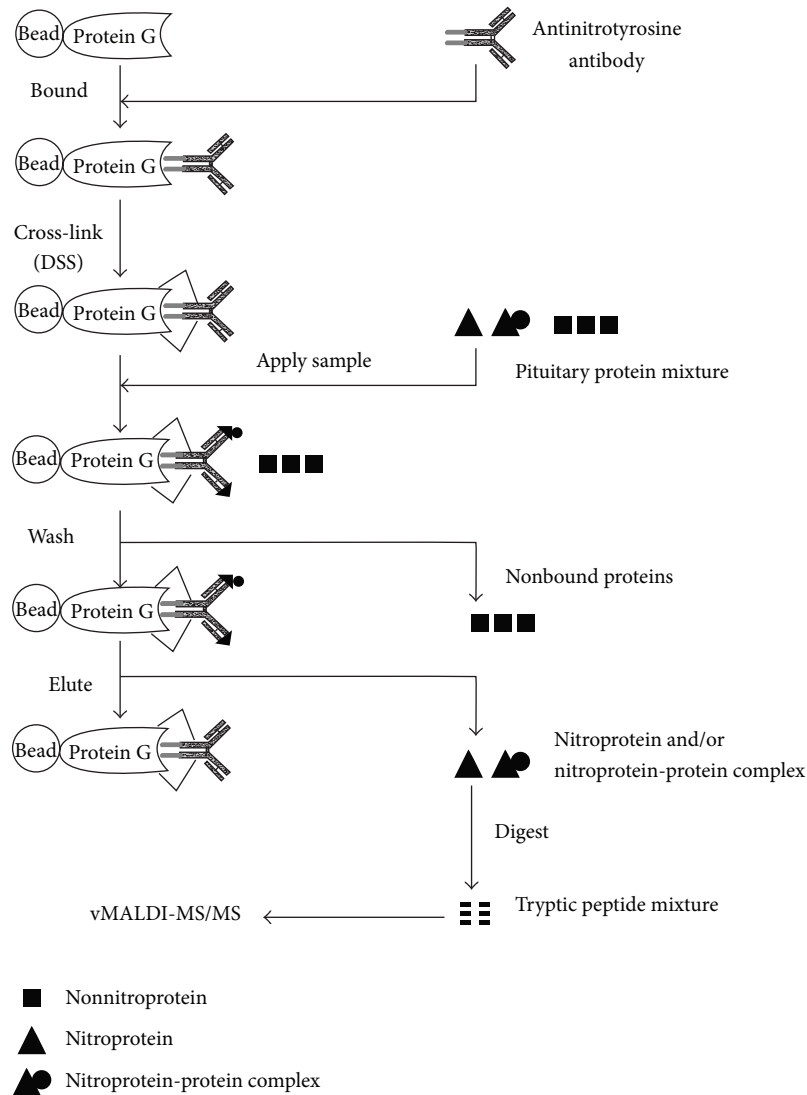 Bead
Protein G
Antinitrotyrosine
antibody
Bound
Bead
Protein G
Cross-link
(DSS)
Bead
Protein G
Apply sample
Pituitary protein mixture
Bead
Protein G
Wash
Nonbound proteins
Bead
Protein G
Elute
Bead
Protein G
Nitroprotein and/or
nitroprotein-protein complex
Digest
vMALDI-MS/MS
Tryptic peptide mixture
Nonnitroprotein
Nitroprotein
Nitroprotein-protein complex